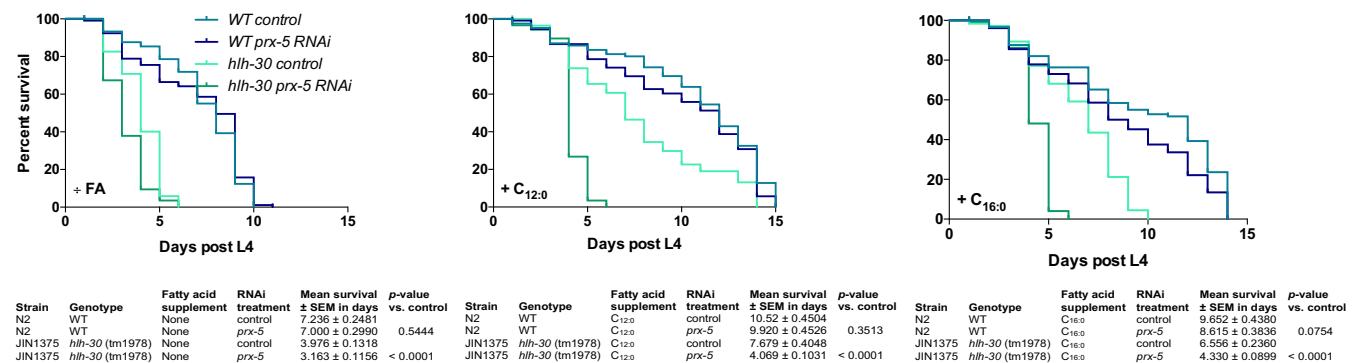 100
80
60
40
20
0
Percent survival
WT control
WT prx-5 RNAi
hlh-30 control
hlh-30 prx-5 RNAi
÷ FA
0 5 10 15
Days post L4
100
80
60
40
20
0
+ C12:0
0 5 10 15
Days post L4
100
80
60
40
20
0
+ C16:0
0 5 10 15
Days post L4
Strain Genotype Fatty acid supplement RNAi treatment Mean survival ± SEM in days p-value vs. control
N2 WT None control 7.236 ± 0.2481
N2 WT None prx-5 7.000 ± 0.2990 0.5444
JIN1375 hlh-30 (tm1978) None control 3.976 ± 0.1318
JIN1375 hlh-30 (tm1978) None prx-5 3.163 ± 0.1156 < 0.0001
Strain Genotype Fatty acid supplement RNAi treatment Mean survival ± SEM in days p-value vs. control
N2 WT C12:0 control 10.52 ± 0.4504
N2 WT C12:0 prx-5 9.920 ± 0.4526 0.3513
JIN1375 hlh-30 (tm1978) C12:0 control 7.679 ± 0.4048
JIN1375 hlh-30 (tm1978) C12:0 prx-5 4.069 ± 0.1031 < 0.0001
Strain Genotype Fatty acid supplement RNAi treatment Mean survival ± SEM in days p-value vs. control
N2 WT C16:0 control 9.652 ± 0.4380
N2 WT C16:0 prx-5 8.615 ± 0.3836 0.0754
JIN1375 hlh-30 (tm1978) C16:0 control 6.556 ± 0.2360
JIN1375 hlh-30 (tm1978) C16:0 prx-5 4.330 ± 0.0899 < 0.0001